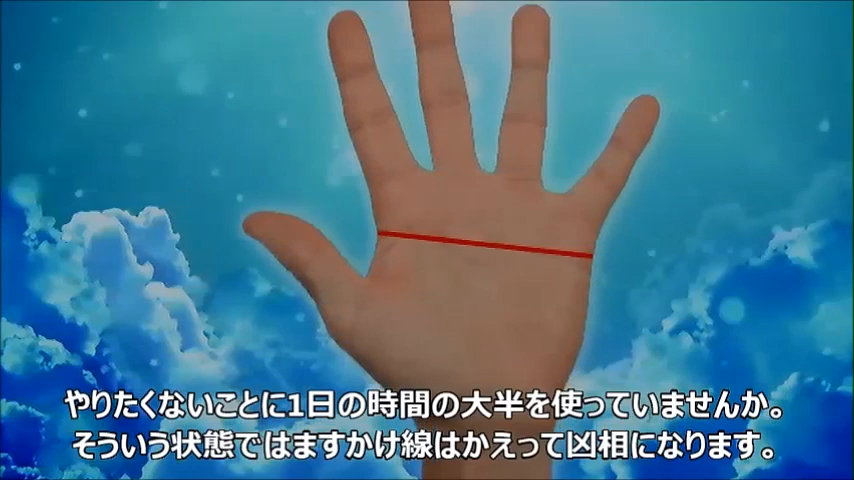 やりたくないことに1日の時間の大半を使っていませんか。
そういう状態ではますかけ線はかえって凶相になります。